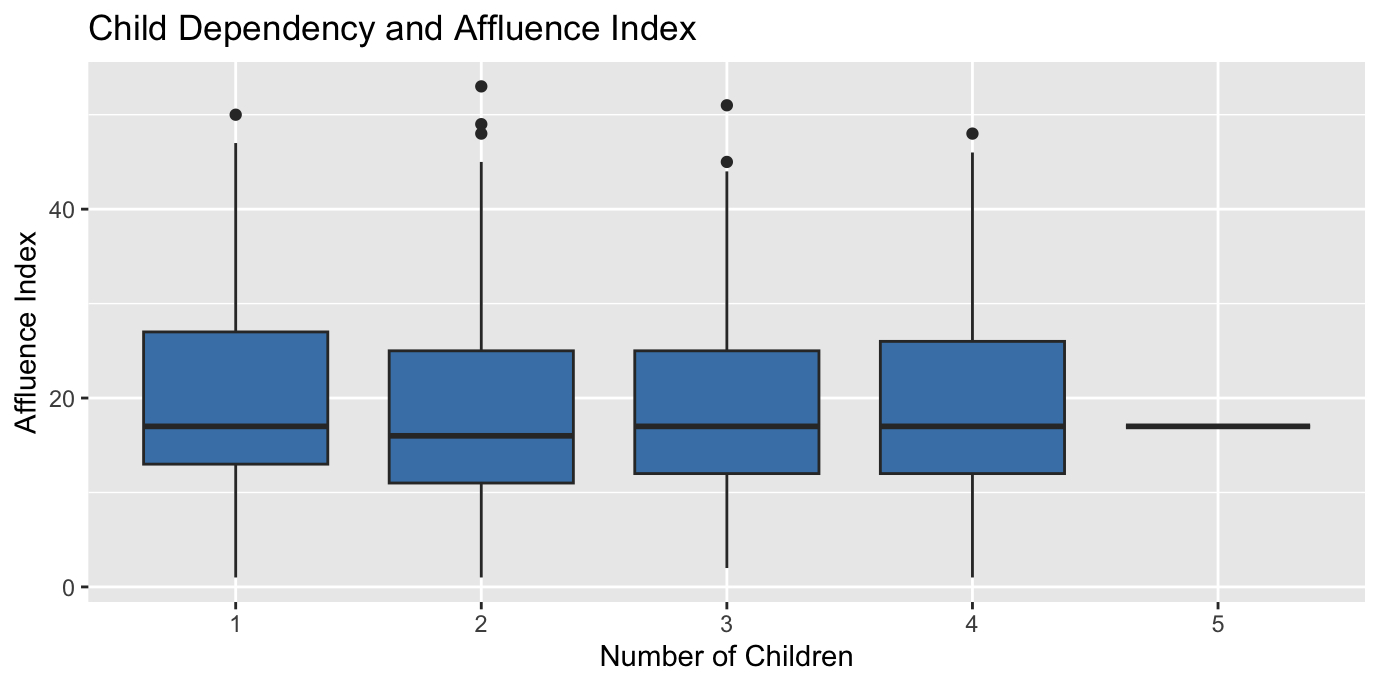 Child Dependency and Affluence Index
Affluence Index
40
20
0
1 2 3 4 5
Number of Children